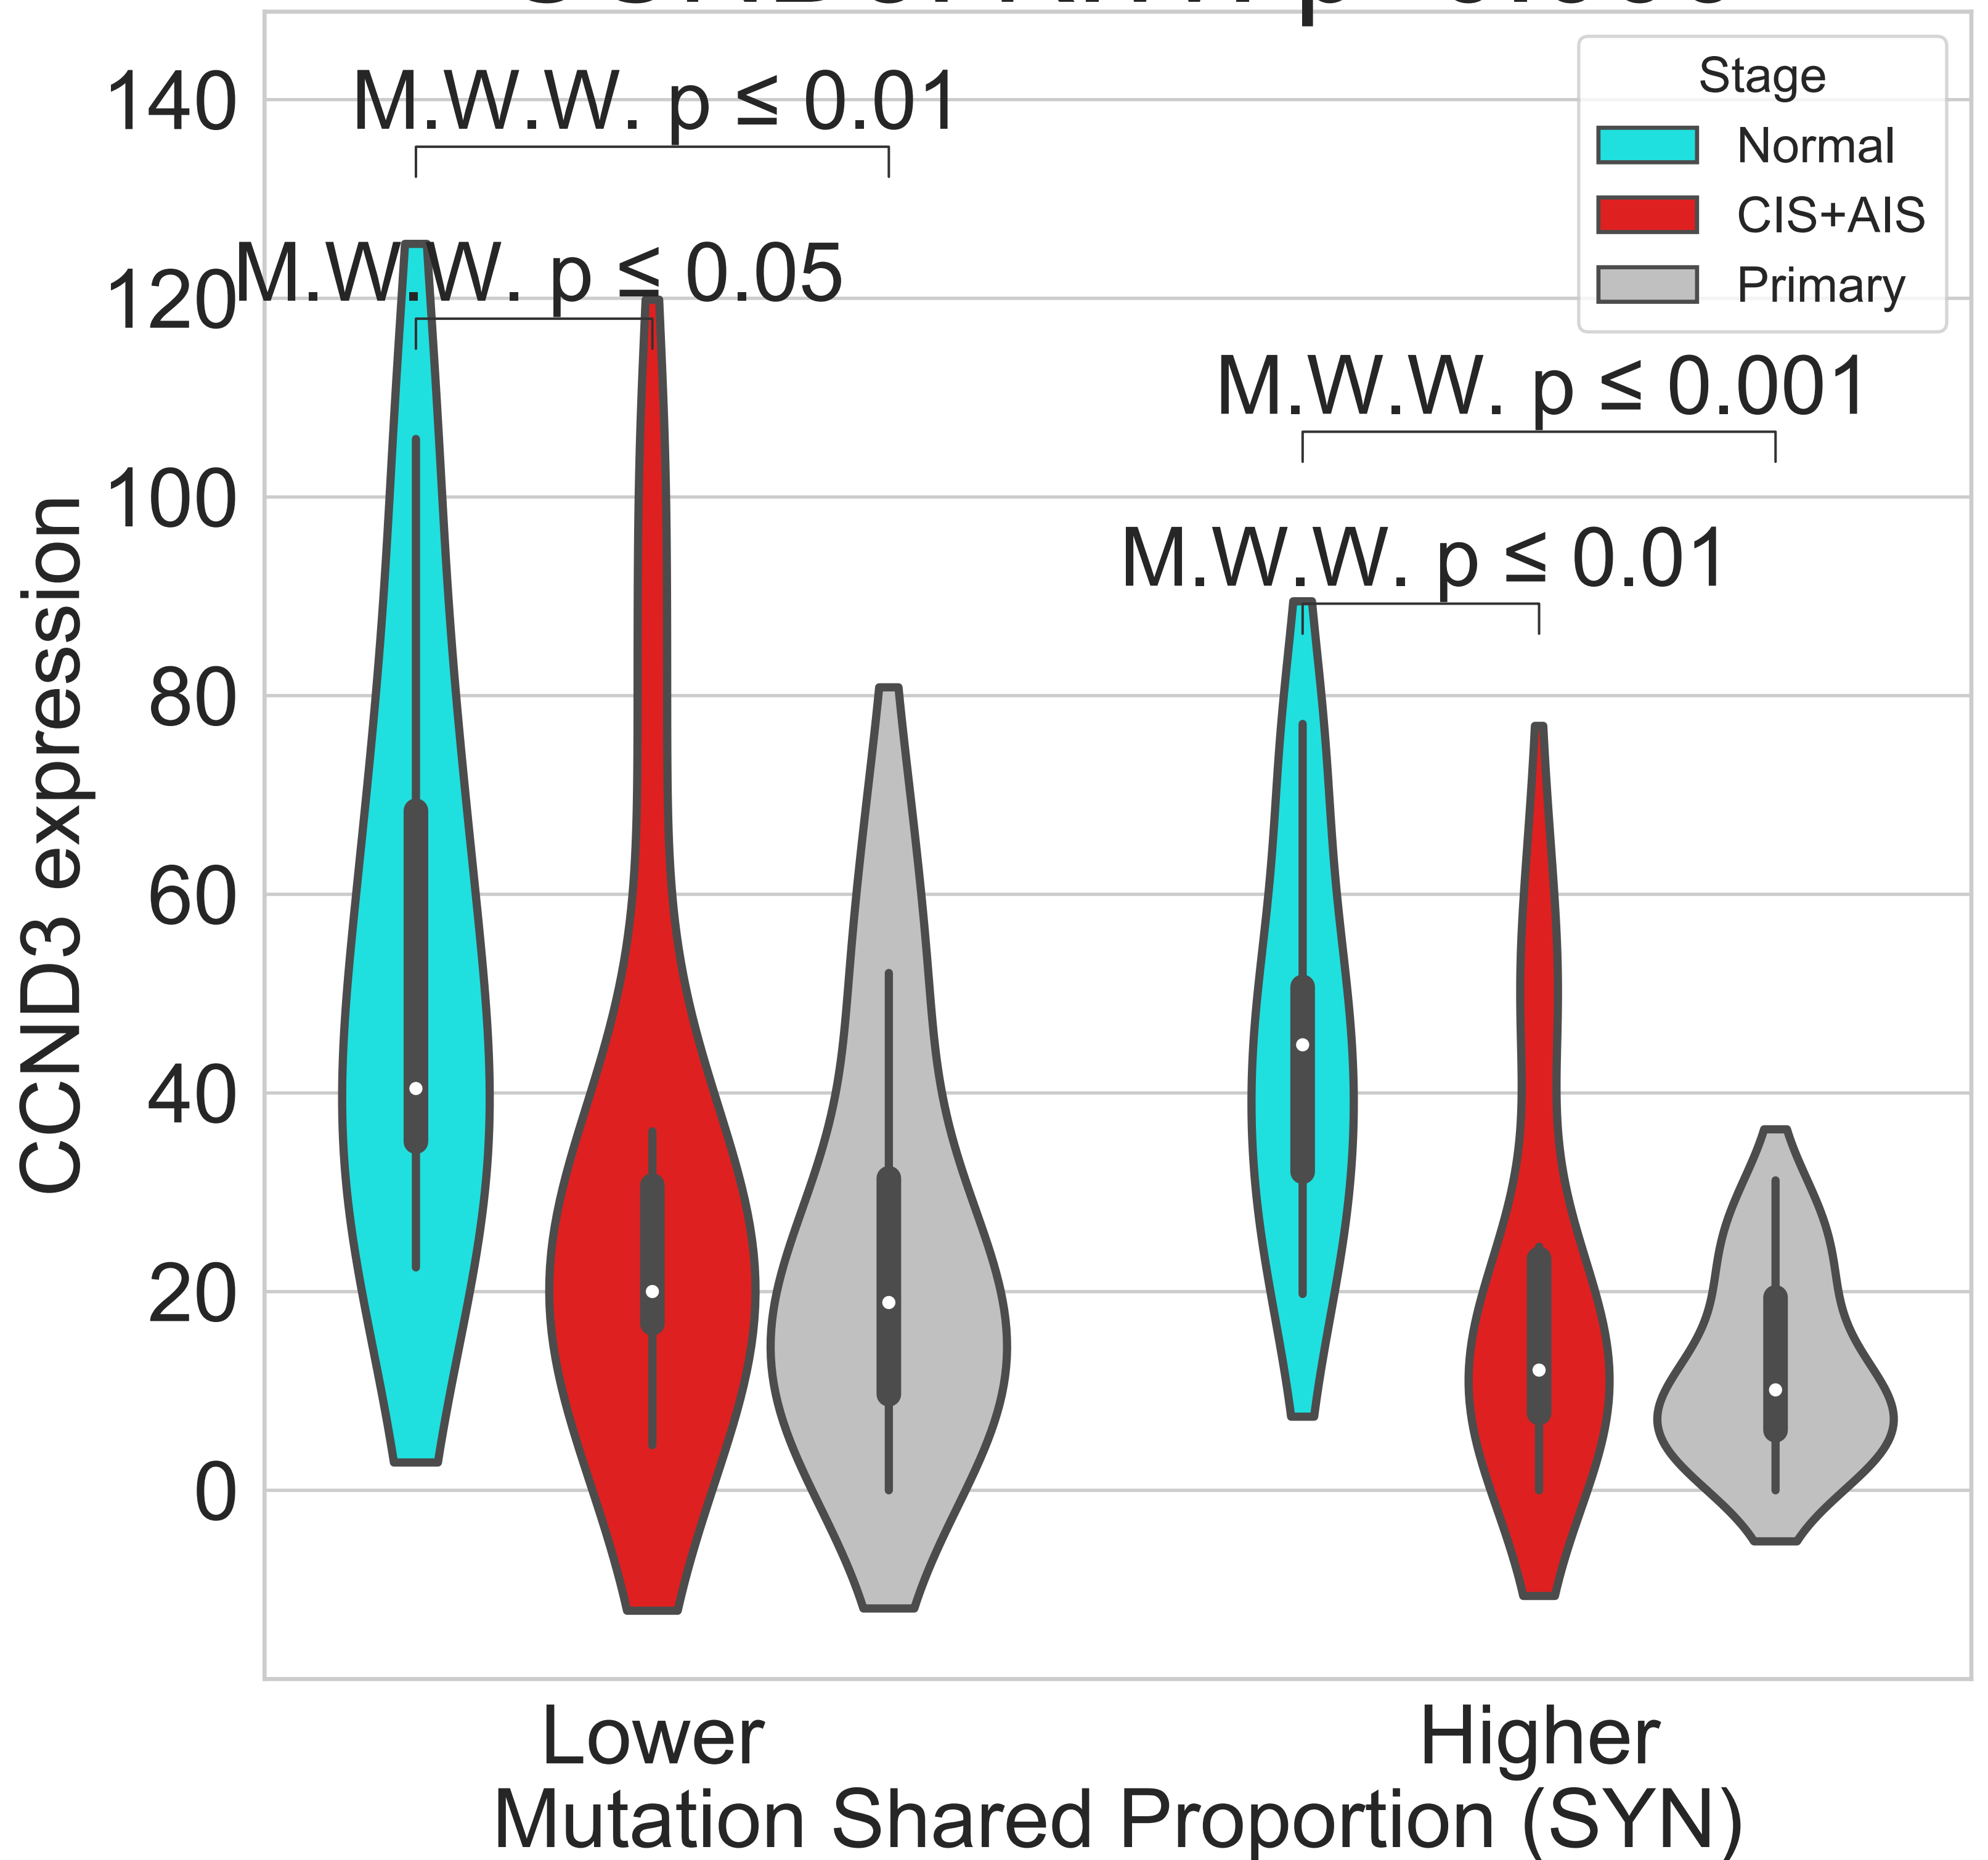 140
120
100
80
60
40
20
0
CCND3 expression
M.W.W. p ≤ 0.01
M.W.W. p ≤ 0.05
M.W.W. p ≤ 0.001
M.W.W. p ≤ 0.01
Stage
Normal
CIS+AIS
Primary
Lower
Higher
Mutation Shared Proportion (SYN)